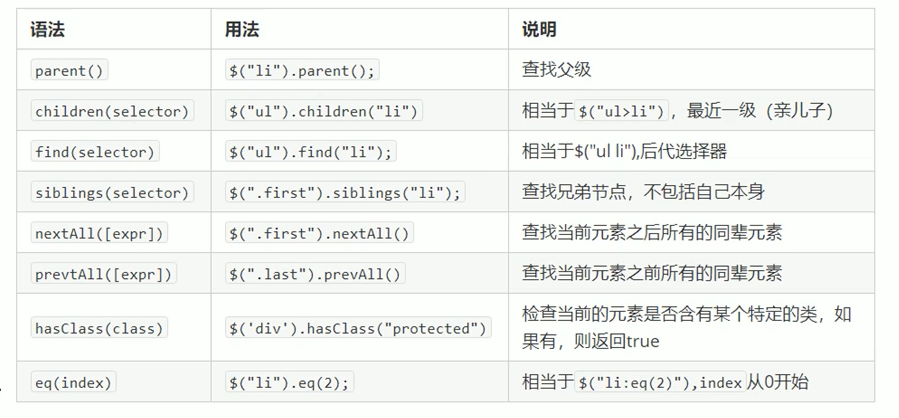 语法 用法 说明
parent() $("li").parent(); 查找父级
children(selector) $("ul").children("li") 相当于$("ul>li")，最近一级（亲儿子）
find(selector) $("ul").find("li"); 相当于$("ul li"),后代选择器
siblings(selector) $(".first").siblings("li"); 查找兄弟节点，不包括自己本身
nextAll([expr]) $(".first").nextAll() 查找当前元素之后所有的同辈元素
prevtAll([expr]) $(".last").prevAll() 查找当前元素之前所有的同辈元素
hasClass(class) $('div').hasClass("protected") 检查当前的元素是否含有某个特定的类，如
果有，则返回true
eq(index) $("li").eq(2); 相当于$("li:eq(2)"),index从0开始